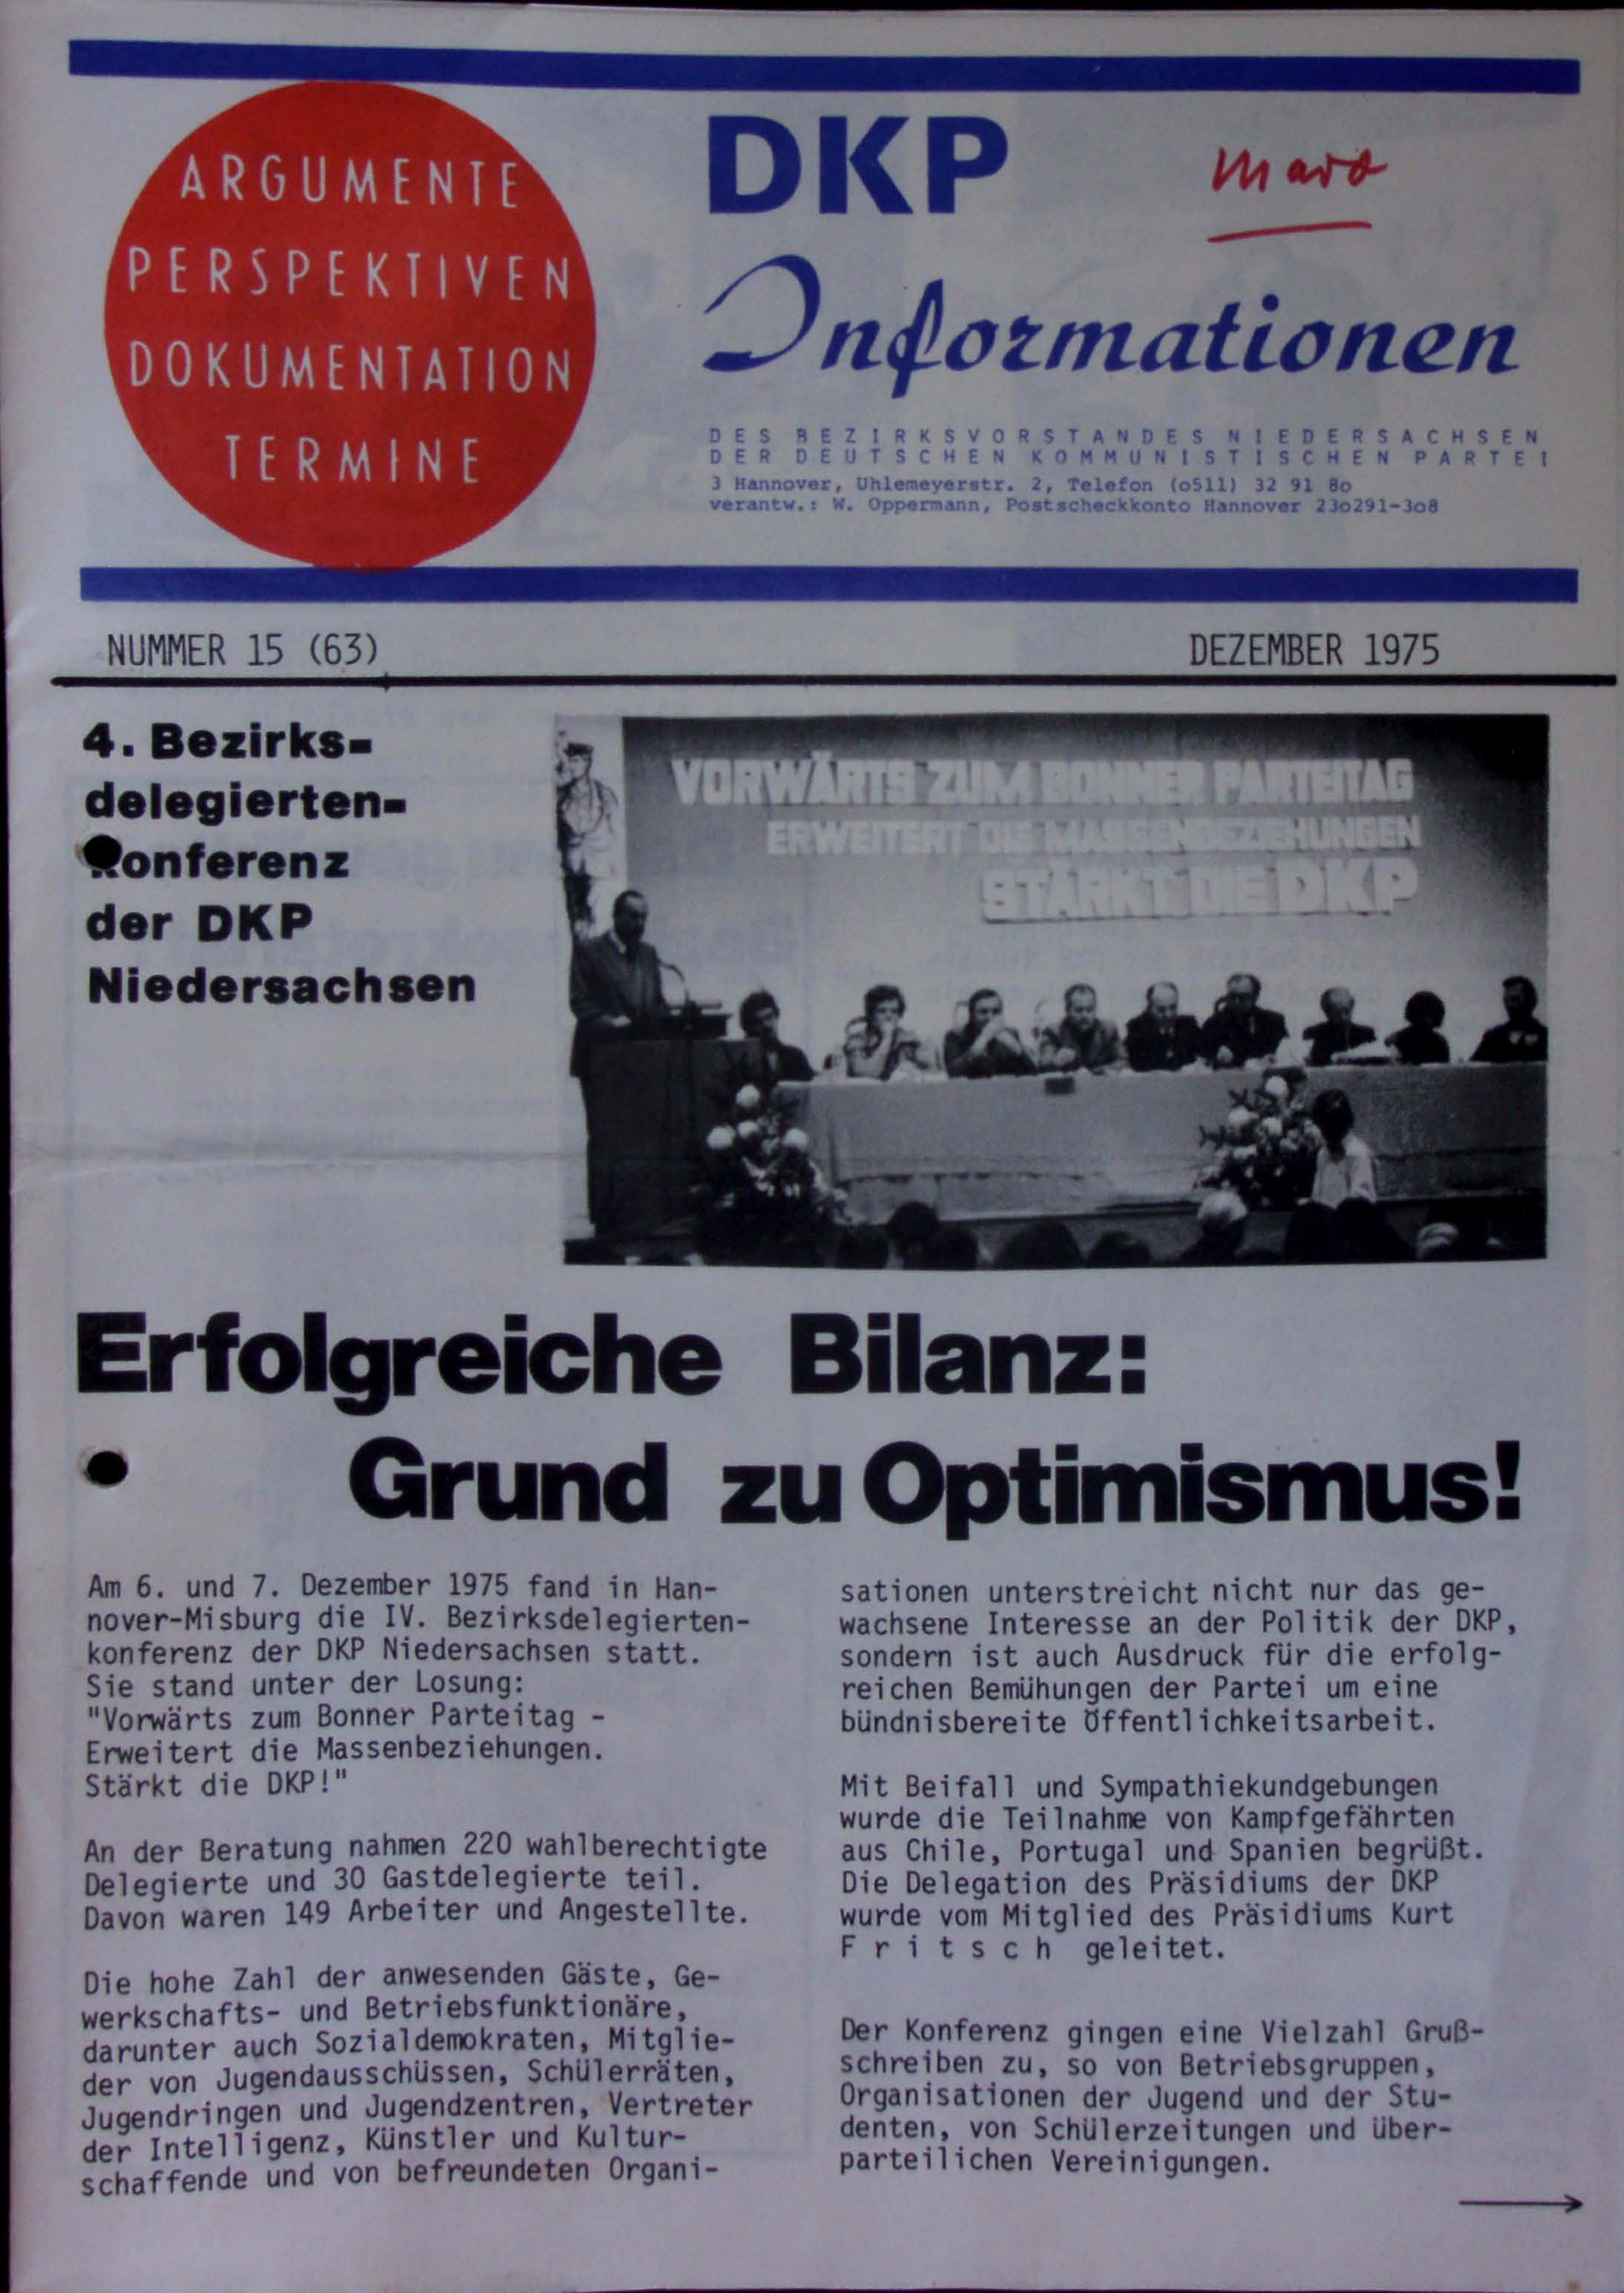 ARGUMENTE
PERSPEKTIVEN
DOKUMENTATION
TERMINE
DKP
Informationen
DES BEZIRKSVORSTANDES NIEDERSACHSEN
DER DEUTSCHEN KOMMUNISTISCHEN PARTEI
3 Hannover, Uhlemeyerstr. 2, Telefon (o511) 32 91 8o
verantw.: W. Oppermann, Postscheckkonto Hannover 23o291-3o8
NUMMER 15 (63)
DEZEMBER 1975
4. Bezirks-
delegierten-
konferenz
der DKP
Niedersachsen
VORWÄRTS ZUM BONNER PARTEITAG
ERWEITERT DIE MASSENBEZIEHUNGEN
STÄRKT DIE DKP
Erfolgreiche Bilanz:
Grund zu Optimismus!
Am 6. und 7. Dezember 1975 fand in Han-
nover-Misburg die IV. Bezirksdelegierten-
konferenz der DKP Niedersachsen statt.
Sie stand unter der Losung:
"Vorwärts zum Bonner Parteitag -
Erweitert die Massenbeziehungen.
Stärkt die DKP!"
An der Beratung nahmen 220 wahlberechtigte
Delegierte und 30 Gastdelegierte teil.
Davon waren 149 Arbeiter und Angestellte.
Die hohe Zahl der anwesenden Gäste, Ge-
werkschafts- und Betriebsfunktionäre,
darunter auch Sozialdemokraten, Mitglie-
der von Jugendausschüssen, Schülerräten,
Jugendringen und Jugendzentren, Vertreter
der Intelligenz, Künstler und Kultur-
schaffende und von befreundeten Organi-
sationen unterstreicht nicht nur das ge-
wachsene Interesse an der Politik der DKP,
sondern ist auch Ausdruck für die erfolg-
reichen Bemühungen der Partei um eine
bündnisbereite Öffentlichkeitsarbeit.
Mit Beifall und Sympathiekundgebungen
wurde die Teilnahme von Kampfgefährten
aus Chile, Portugal und Spanien begrüßt.
Die Delegation des Präsidiums der DKP
wurde vom Mitglied des Präsidiums Kurt
F r i t s c h geleitet.
Der Konferenz gingen eine Vielzahl Gruß-
schreiben zu, so von Betriebsgruppen,
Organisationen der Jugend und der Stu-
denten, von Schülerzeitungen und über-
parteilichen Vereinigungen.